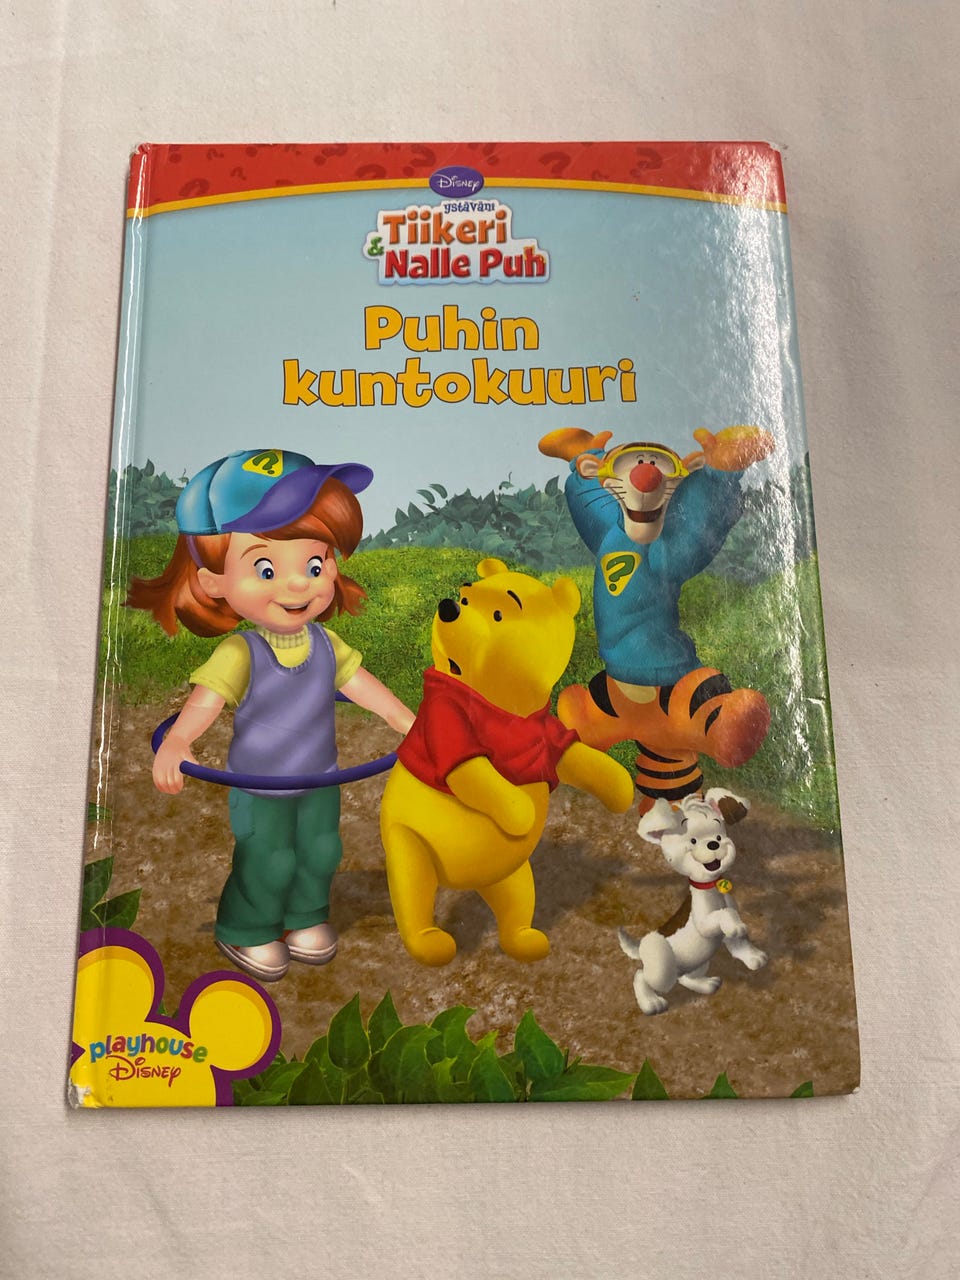 Disney
ystäväni
Tiikeri
& Nalle Puh
Puhin
kuntokuuri
?
?
playhouse
Disney